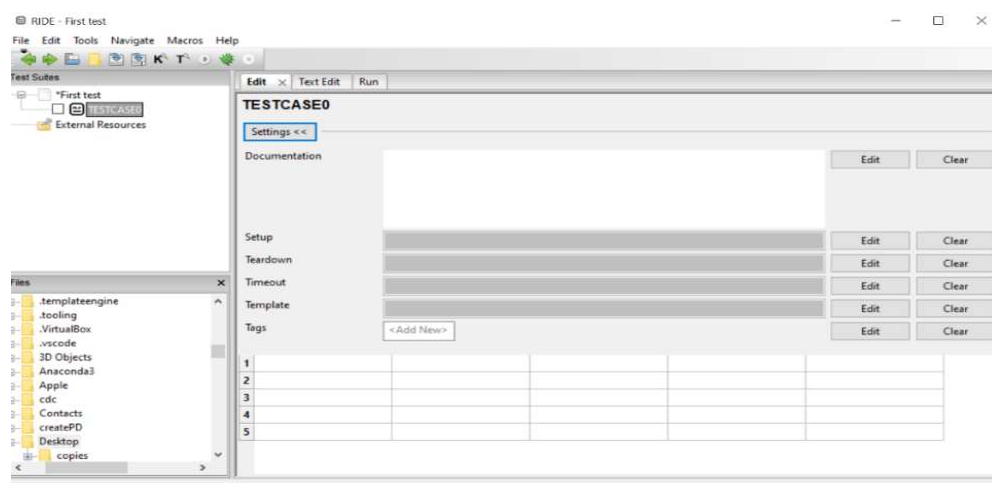 RIDE - First test
File Edit Tools Navigate Macros Help
K T
Test Suites
*First test
TESTCASE0
External Resources
Files
.templateengine
.tooling
.VirtualBox
.vscode
3D Objects
Anaconda3
Apple
cdc
Contacts
createPD
Desktop
copies
Edit Text Edit Run
TESTCASE0
Settings <<
Documentation Edit Clear
Setup Edit Clear
Teardown Edit Clear
Timeout Edit Clear
Template Edit Clear
Tags <Add New> Edit Clear
1
2
3
4
5